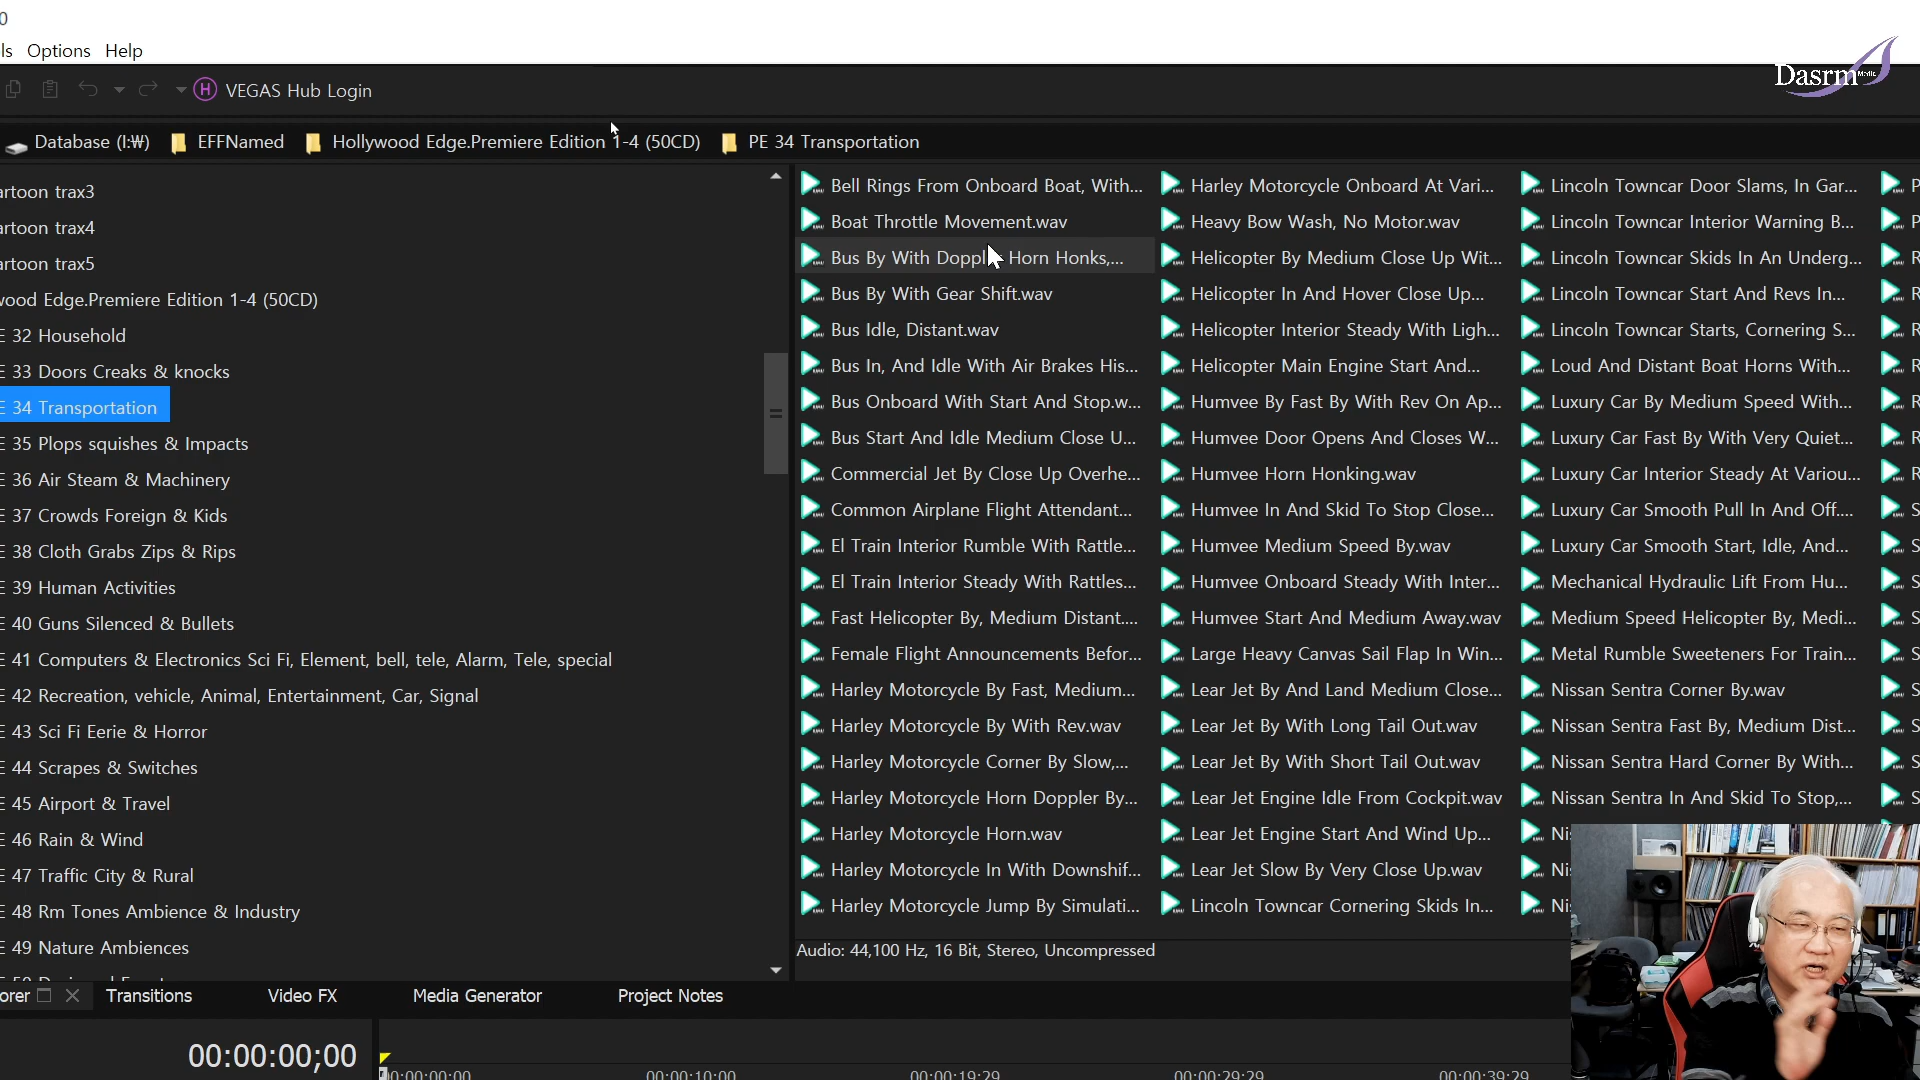 0
ls Options Help
VEGAS Hub Login
Dasrm Media
Database (I:₩) EFFNamed Hollywood Edge.Premiere Edition 1-4 (50CD) PE 34 Transportation
artoon trax3
artoon trax4
artoon trax5
wood Edge.Premiere Edition 1-4 (50CD)
E 32 Household
E 33 Doors Creaks & knocks
E 34 Transportation
E 35 Plops squishes & Impacts
E 36 Air Steam & Machinery
E 37 Crowds Foreign & Kids
E 38 Cloth Grabs Zips & Rips
E 39 Human Activities
E 40 Guns Silenced & Bullets
E 41 Computers & Electronics Sci Fi, Element, bell, tele, Alarm, Tele, special
E 42 Recreation, vehicle, Animal, Entertainment, Car, Signal
E 43 Sci Fi Eerie & Horror
E 44 Scrapes & Switches
E 45 Airport & Travel
E 46 Rain & Wind
E 47 Traffic City & Rural
E 48 Rm Tones Ambience & Industry
E 49 Nature Ambiences
Bell Rings From Onboard Boat, With...
Boat Throttle Movement.wav
Bus By With Doppl Horn Honks,...
Bus By With Gear Shift.wav
Bus Idle, Distant.wav
Bus In, And Idle With Air Brakes His...
Bus Onboard With Start And Stop.w...
Bus Start And Idle Medium Close U...
Commercial Jet By Close Up Overhe...
Common Airplane Flight Attendant...
El Train Interior Rumble With Rattle...
El Train Interior Steady With Rattles...
Fast Helicopter By, Medium Distant....
Female Flight Announcements Befor...
Harley Motorcycle By Fast, Medium...
Harley Motorcycle By With Rev.wav
Harley Motorcycle Corner By Slow,...
Harley Motorcycle Horn Doppler By...
Harley Motorcycle Horn.wav
Harley Motorcycle In With Downshif...
Harley Motorcycle Jump By Simulati...
Harley Motorcycle Onboard At Vari...
Heavy Bow Wash, No Motor.wav
Helicopter By Medium Close Up Wit...
Helicopter In And Hover Close Up...
Helicopter Interior Steady With Ligh...
Helicopter Main Engine Start And...
Humvee By Fast By With Rev On Ap...
Humvee Door Opens And Closes W...
Humvee Horn Honking.wav
Humvee In And Skid To Stop Close...
Humvee Medium Speed By.wav
Humvee Onboard Steady With Inter...
Humvee Start And Medium Away.wav
Large Heavy Canvas Sail Flap In Win...
Lear Jet By And Land Medium Close...
Lear Jet By With Long Tail Out.wav
Lear Jet By With Short Tail Out.wav
Lear Jet Engine Idle From Cockpit.wav
Lear Jet Engine Start And Wind Up...
Lear Jet Slow By Very Close Up.wav
Lincoln Towncar Cornering Skids In...
Lincoln Towncar Door Slams, In Gar...
Lincoln Towncar Interior Warning B...
Lincoln Towncar Skids In An Underg...
Lincoln Towncar Start And Revs In...
Lincoln Towncar Starts, Cornering S...
Loud And Distant Boat Horns With...
Luxury Car By Medium Speed With...
Luxury Car Fast By With Very Quiet...
Luxury Car Interior Steady At Variou...
Luxury Car Smooth Pull In And Off....
Luxury Car Smooth Start, Idle, And...
Mechanical Hydraulic Lift From Hu...
Medium Speed Helicopter By, Medi...
Metal Rumble Sweeteners For Train...
Nissan Sentra Corner By.wav
Nissan Sentra Fast By, Medium Dist...
Nissan Sentra Hard Corner By With...
Nissan Sentra In And Skid To Stop,...
Ni
Ni
Ni
Audio: 44,100 Hz, 16 Bit, Stereo, Uncompressed
orer Transitions Video FX Media Generator Project Notes
00:00:00;00
00:00:00:00 00:00:10:00 00:00:19:29 00:00:29:29 00:00:39:29